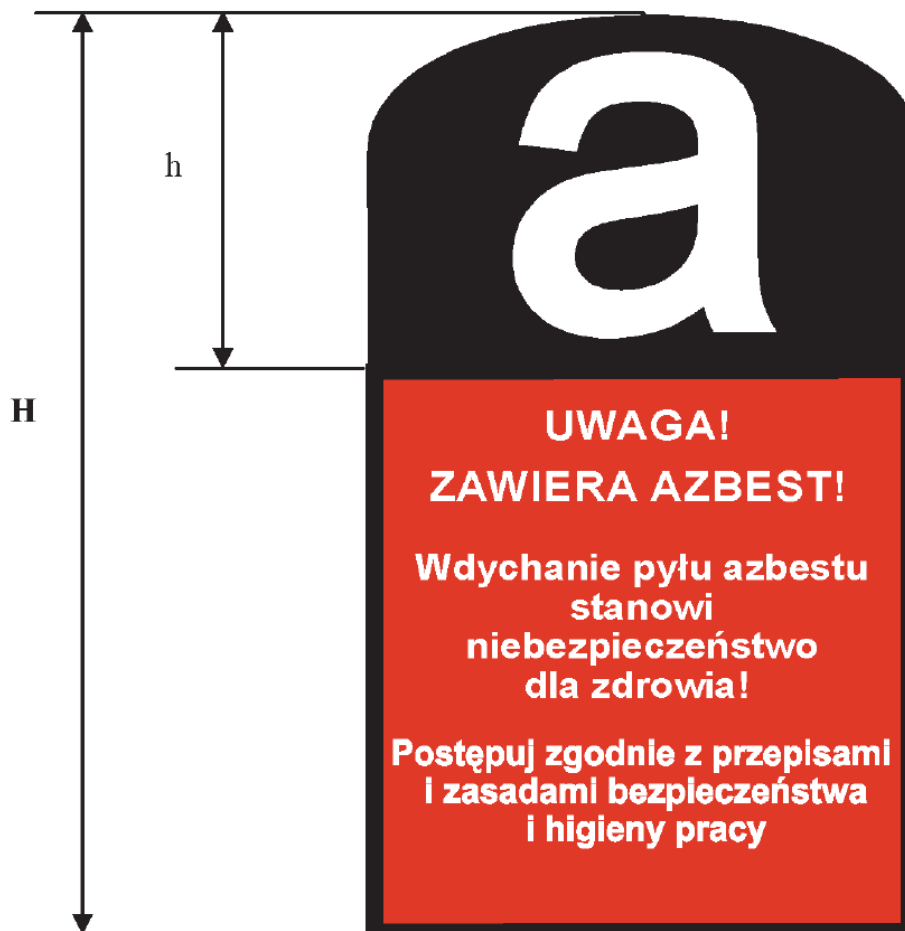 h
H
a
UWAGA!
ZAWIERA AZBEST!
Wdychanie pyłu azbestu
stanowi
niebezpieczeństwo
dla zdrowia!
Postępuj zgodnie z przepisami
i zasadami bezpieczeństwa
i higieny pracy